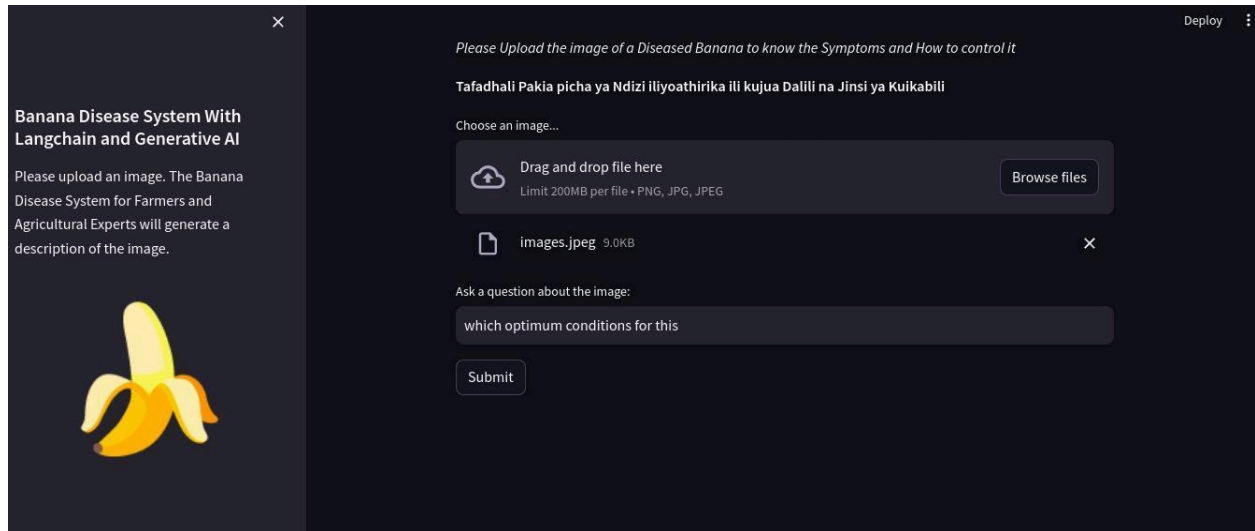 Deploy
Banana Disease System With
Langchain and Generative AI
Please upload an image. The Banana
Disease System for Farmers and
Agricultural Experts will generate a
description of the image.
Please Upload the image of a Diseased Banana to know the Symptoms and How to control it
Tafadhali Pakia picha ya Ndizi iliyoathirika ili kujua Dalili na Jinsi ya Kuikabili
Choose an image...
Drag and drop file here
Limit 200MB per file • PNG, JPG, JPEG
Browse files
images.jpeg 9.0KB
Ask a question about the image:
which optimum conditions for this
Submit